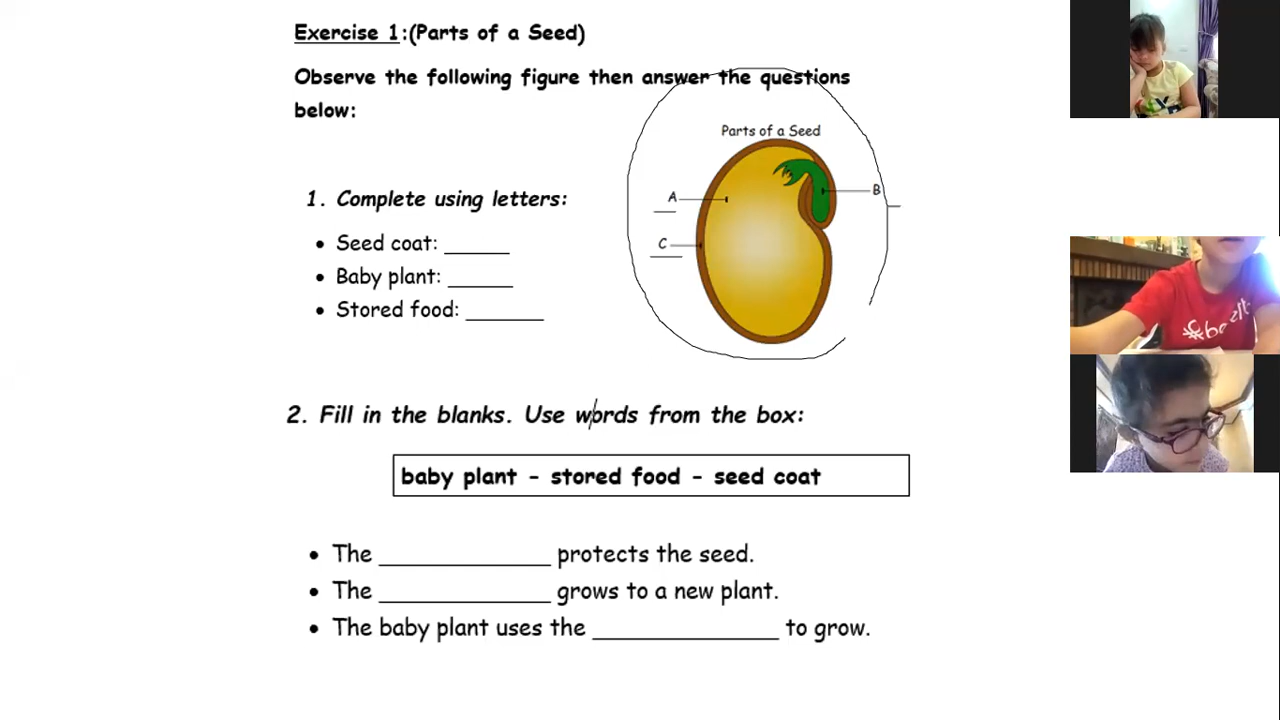 Exercise 1:(Parts of a Seed)
Observe the following figure then answer the questions
below:
Parts of a Seed
A
B
C
1. Complete using letters:
• Seed coat: ______
• Baby plant: ______
• Stored food: _______
2. Fill in the blanks. Use words from the box:
baby plant - stored food - seed coat
• The ______________ protects the seed.
• The ______________ grows to a new plant.
• The baby plant uses the _______________ to grow.